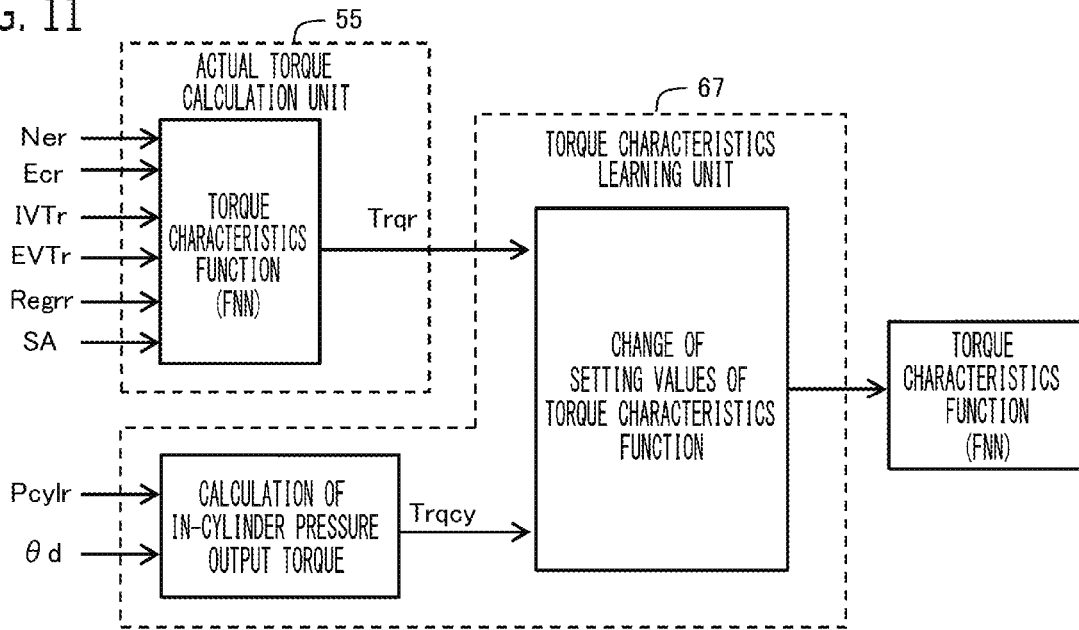 G. 11
55
ACTUAL TORQUE
CALCULATION UNIT
Ner
Ecr
IVTr
EVTr
Regrr
SA
TORQUE
CHARACTERISTICS
FUNCTION
(FNN)
Trqr
67
TORQUE CHARACTERISTICS
LEARNING UNIT
CHANGE OF
SETTING VALUES OF
TORQUE CHARACTERISTICS
FUNCTION
TORQUE
CHARACTERISTICS
FUNCTION
(FNN)
Pcylr
θd
CALCULATION OF
IN-CYLINDER PRESSURE
OUTPUT TORQUE
Trqcy